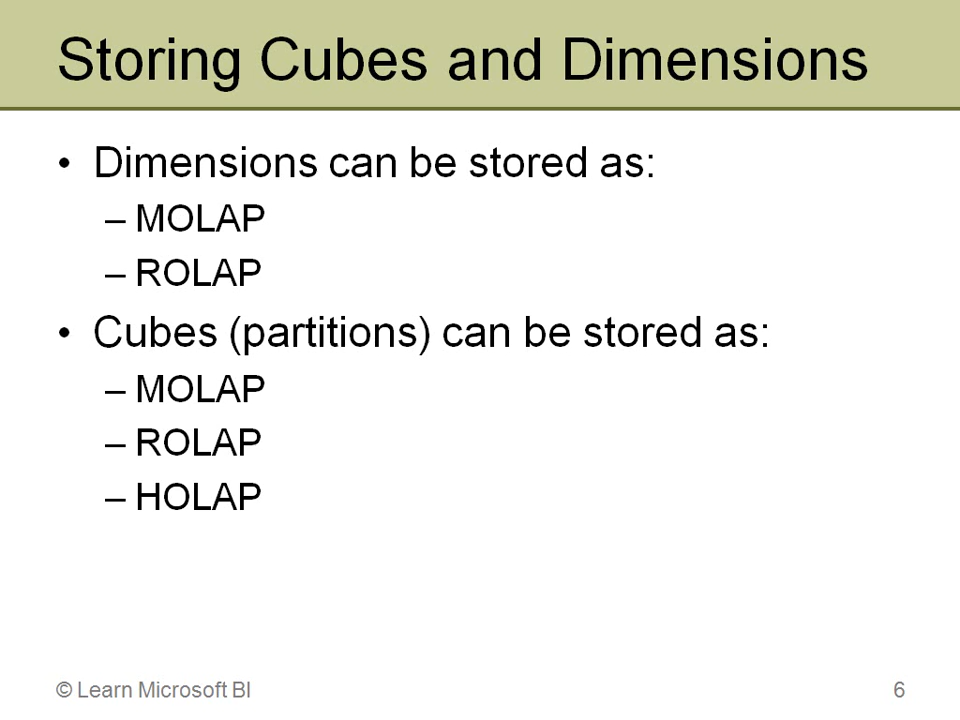 Storing Cubes and Dimensions
• Dimensions can be stored as:
– MOLAP
– ROLAP
• Cubes (partitions) can be stored as:
– MOLAP
– ROLAP
– HOLAP
© Learn Microsoft BI
6